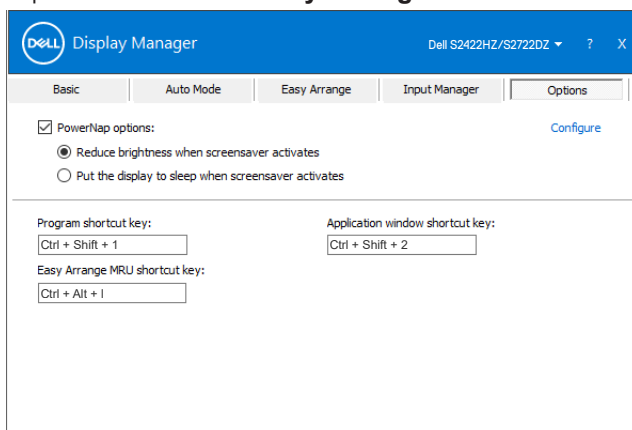 DELL Display Manager Dell S2422HZ/S2722DZ ? X
Basic Auto Mode Easy Arrange Input Manager Options
PowerNap options: Configure
Reduce brightness when screensaver activates
Put the display to sleep when screensaver activates
Program shortcut key: Application window shortcut key:
Ctrl + Shift + 1 Ctrl + Shift + 2
Easy Arrange MRU shortcut key:
Ctrl + Alt + I